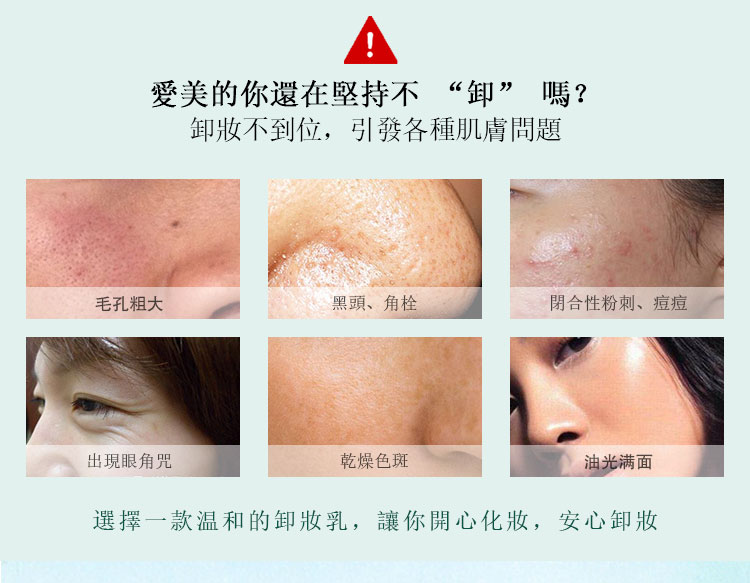 愛美的你還在堅持不 “卸” 嗎?
卸妝不到位，引發各種肌膚問題
毛孔粗大
黑頭、角栓
閉合性粉刺、痘痘
出現眼角咒
乾燥色斑
油光满面
選擇一款温和的卸妝乳，讓你開心化妝，安心卸妝